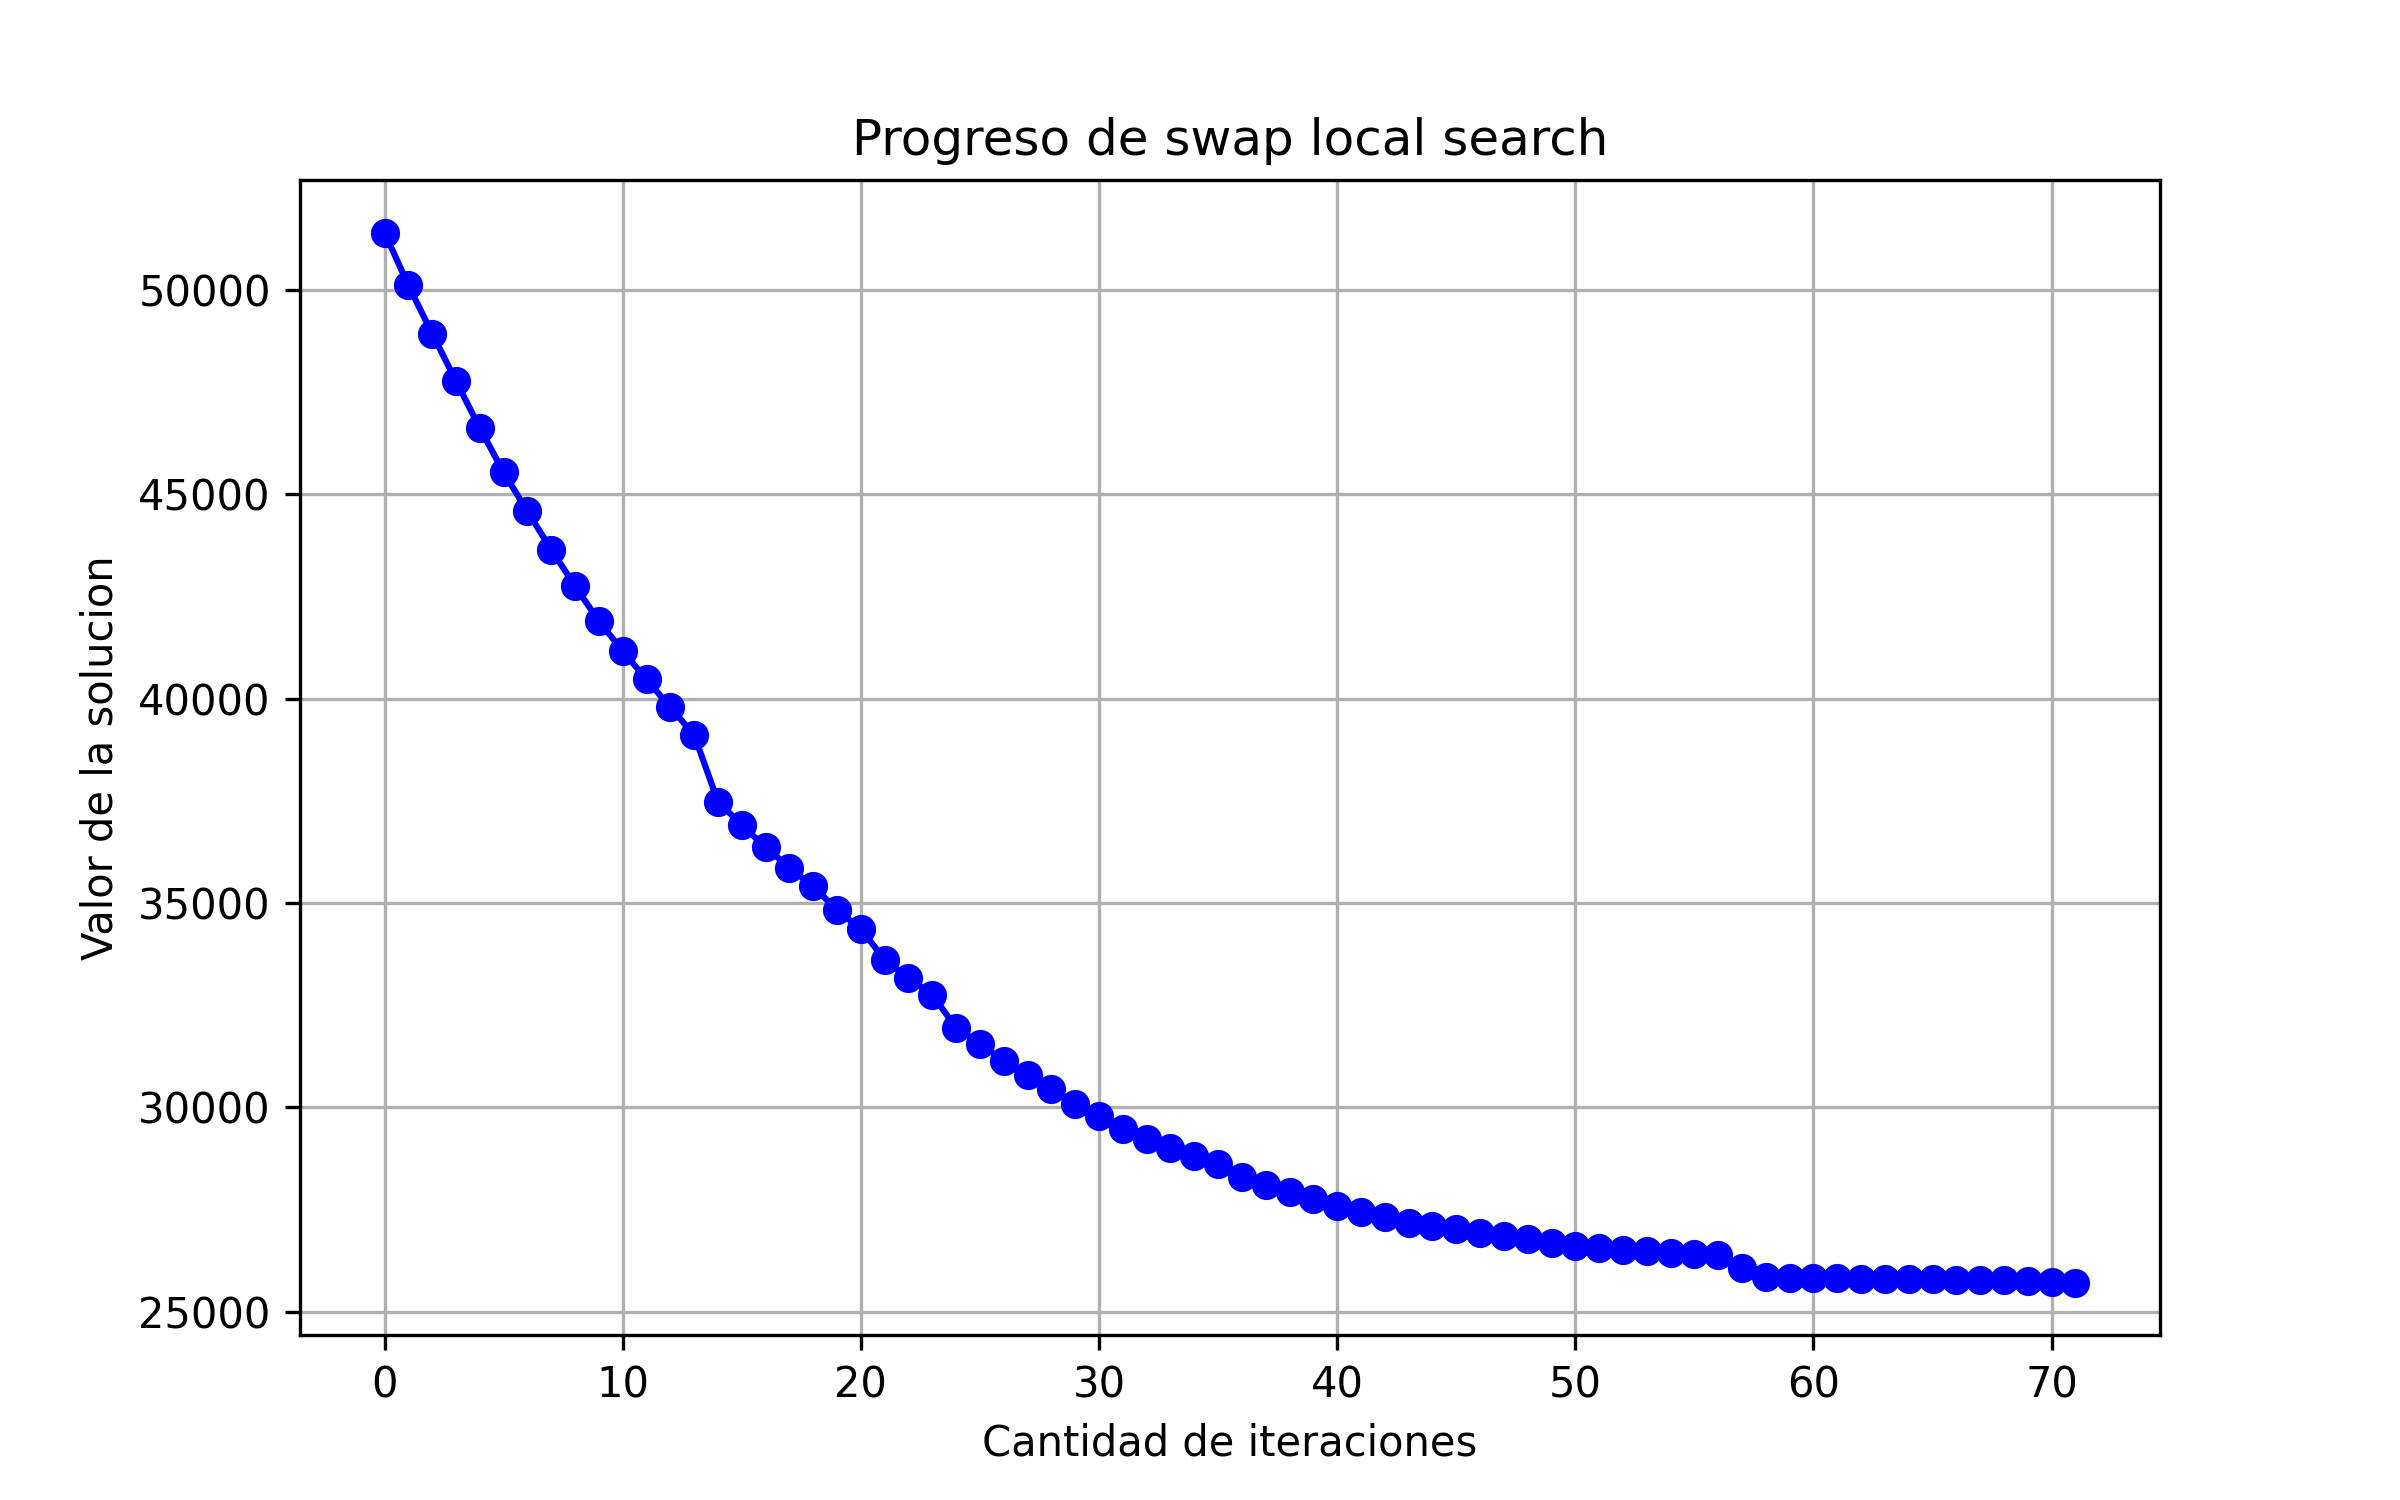 Progreso de swap local search
Valor de la solucion
50000
45000
40000
35000
30000
25000
0 10 20 30 40 50 60 70
Cantidad de iteraciones